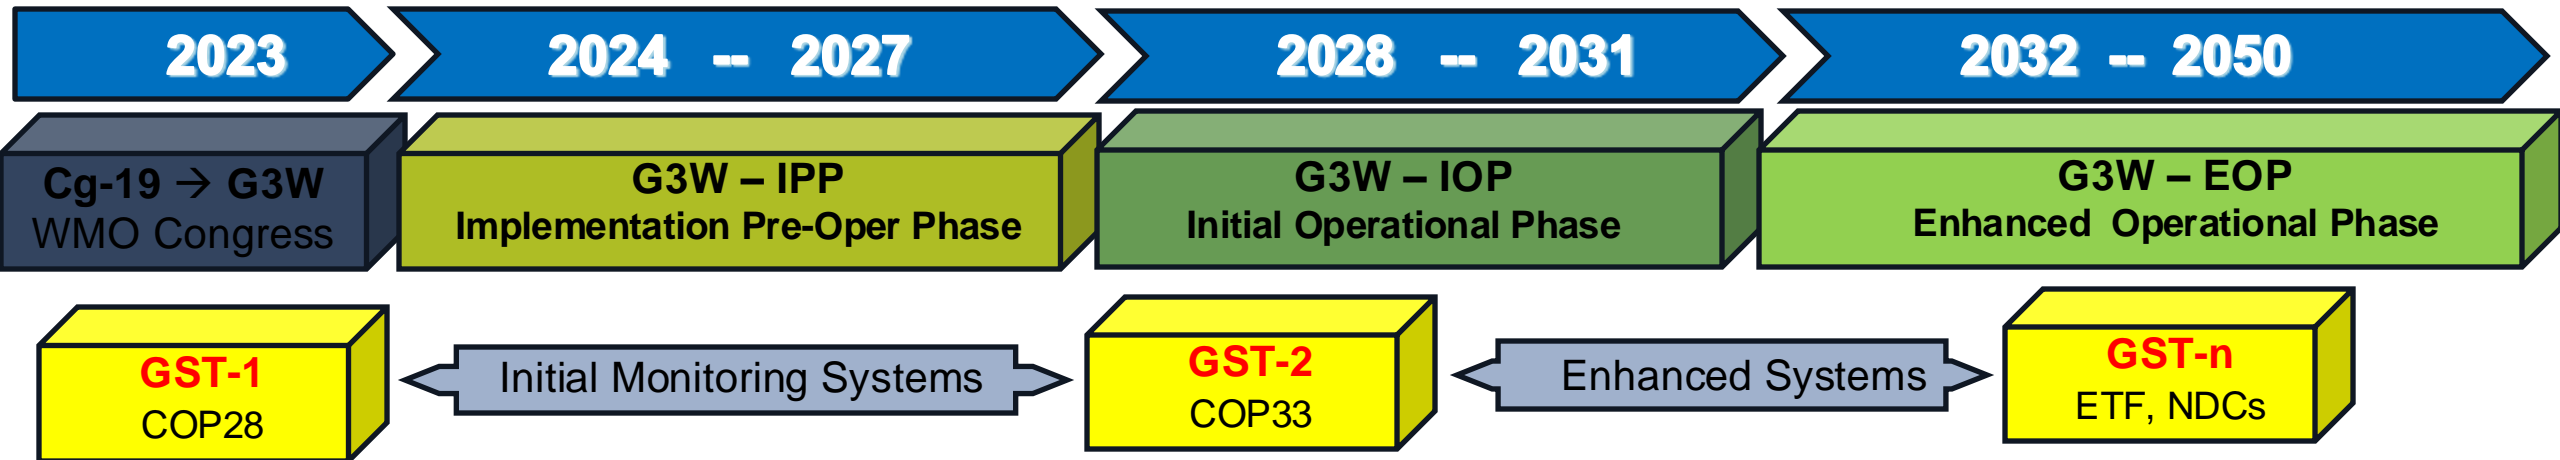 2023
2024 -- 2027
2028 -- 2031
2032 -- 2050
Cg-19 → G3W
WMO Congress
G3W – IPP
Implementation Pre-Oper Phase
G3W – IOP
Initial Operational Phase
G3W – EOP
Enhanced Operational Phase
GST-1
COP28
Initial Monitoring Systems
GST-2
COP33
Enhanced Systems
GST-n
ETF, NDCs